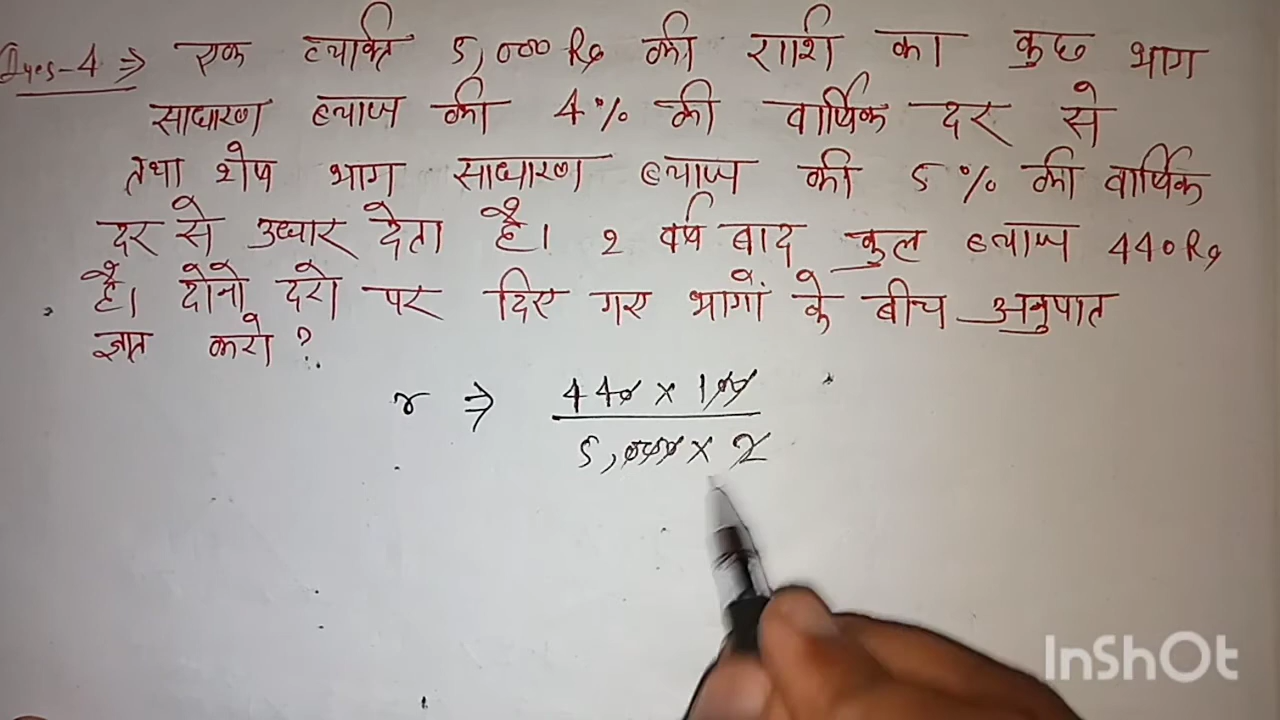 Ques-4 ⇒ एक व्यक्ति 5,000 Rs की राशि का कुछ भाग
साधारण ब्याज की 4% की वार्षिक दर से
तथा शेष भाग साधारण ब्याज की 5% की वार्षिक
दर से उधार देता है। 2 वर्ष बाद कुल ब्याज 440 Rs
है। दोनो दरो पर दिए गए भागों के बीच अनुपात
ज्ञात करो ?
r ⇒ 440 × 100
5,000 × 2
InShOt